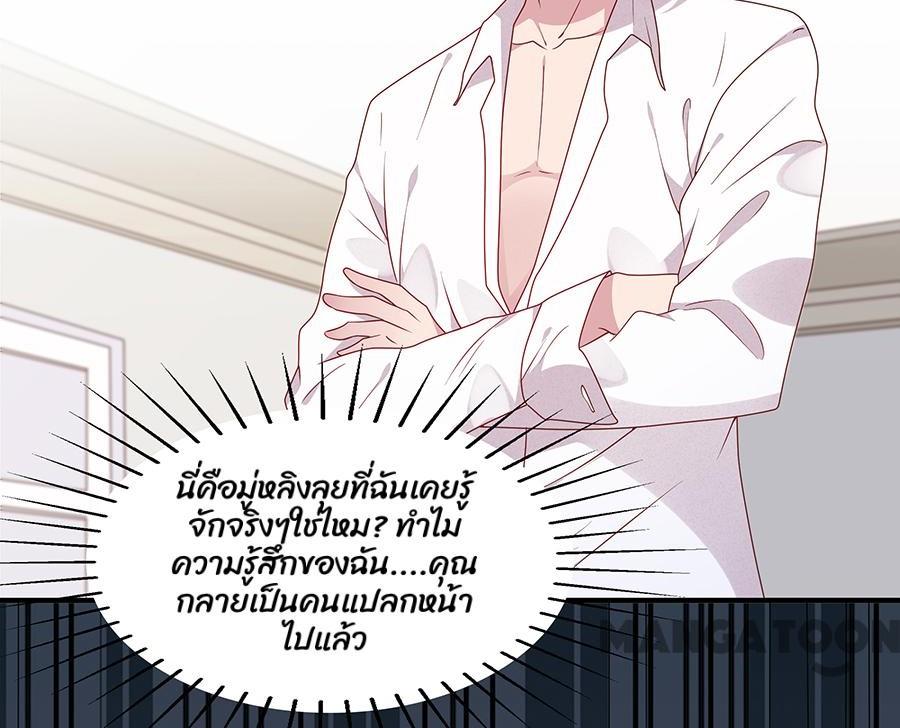 นี่คือมู่หลิงลุยที่ฉันเคยรู้
จักจริงๆใช่ไหม? ทำไม
ความรู้สึกของฉัน....คุณ
กลายเป็นคนแปลกหน้า
ไปแล้ว
MANGATOON